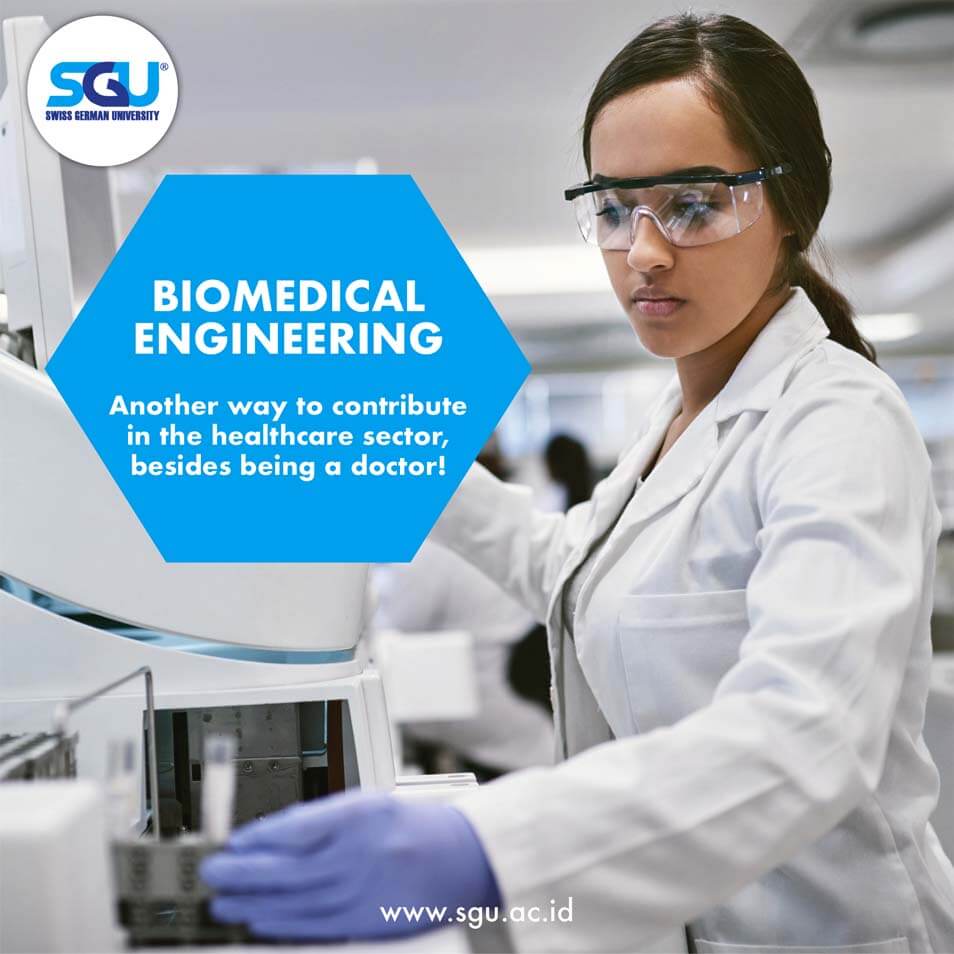 SGU®
SWISS GERMAN UNIVERSITY
BIOMEDICAL
ENGINEERING
Another way to contribute
in the healthcare sector,
besides being a doctor!
www.sgu.ac.id